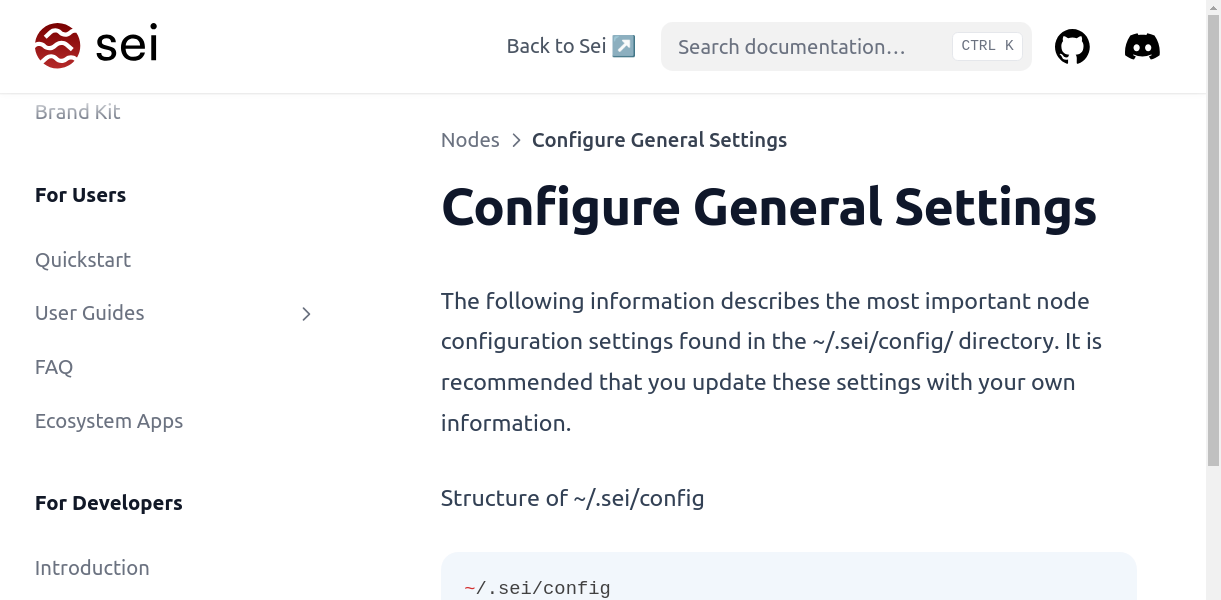 sei
Back to Sei ↗️
Search documentation…
CTRL K
Brand Kit
For Users
Quickstart
User Guides
FAQ
Ecosystem Apps
For Developers
Introduction
Nodes > Configure General Settings
Configure General Settings
The following information describes the most important node
configuration settings found in the ~/.sei/config/ directory. It is
recommended that you update these settings with your own
information.
Structure of ~/.sei/config
~/.sei/config